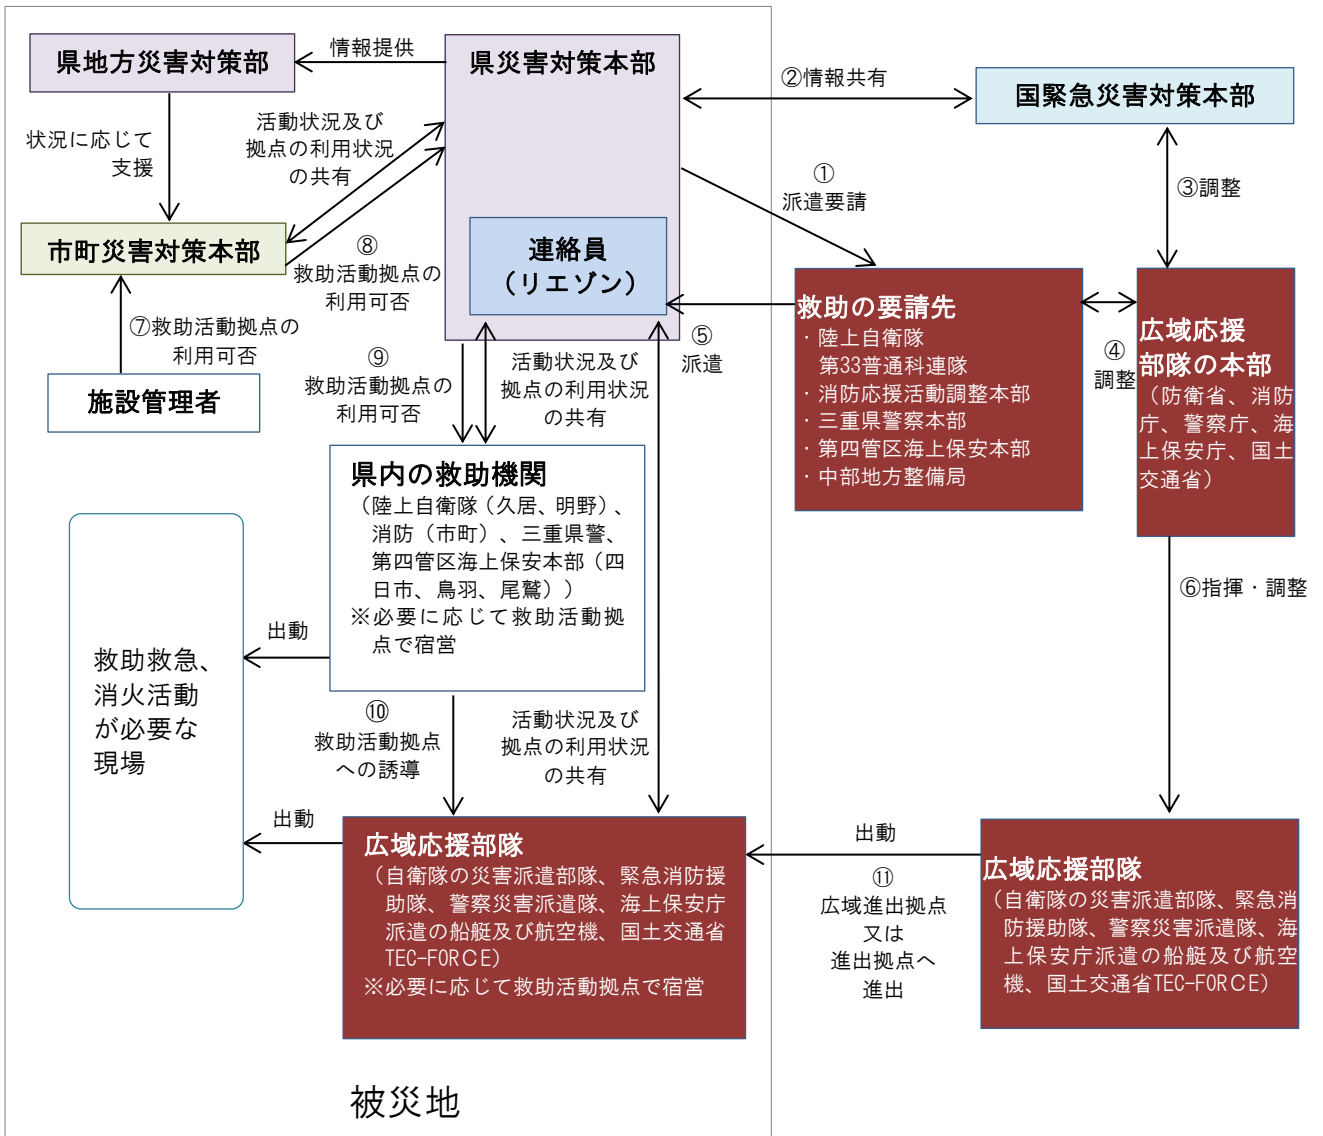 県地方災害対策部
情報提供
県災害対策本部
②情報共有
国緊急災害対策本部
状況に応じて
支援
活動状況及び
拠点の利用状況
の共有
①
派遣要請
③調整
市町災害対策本部
⑧
救助活動拠点の
利用可否
連絡員
（リエゾン）
⑦救助活動拠点の
利用可否
施設管理者
⑨
救助活動拠点の
利用可否
活動状況及び
拠点の利用状況
の共有
⑤
派遣
救助の要請先
・陸上自衛隊
第33普通科連隊
・消防応援活動調整本部
・三重県警察本部
・第四管区海上保安本部
・中部地方整備局
④
調整
広域応援
部隊の本部
（防衛省、消防
庁、警察庁、海
上保安庁、国土
交通省）
県内の救助機関
（陸上自衛隊（久居、明野）、
消防（市町）、三重県警、
第四管区海上保安本部（四
日市、鳥羽、尾鷲））
※必要に応じて救助活動拠
点で宿営
⑥指揮・調整
出動
救助救急、
消火活動
が必要な
現場
⑩
救助活動拠点
への誘導
活動状況及び
拠点の利用状況
の共有
出動
広域応援部隊
（自衛隊の災害派遣部隊、緊急消防援
助隊、警察災害派遣隊、海上保安庁
派遣の船艇及び航空機、国土交通省
TEC-FORCE）
※必要に応じて救助活動拠点で宿営
出動
⑪
広域進出拠点
又は
進出拠点へ
進出
広域応援部隊
（自衛隊の災害派遣部隊、緊急消
防援助隊、警察災害派遣隊、海
上保安庁派遣の船艇及び航空
機、国土交通省TEC-FORCE）
被災地